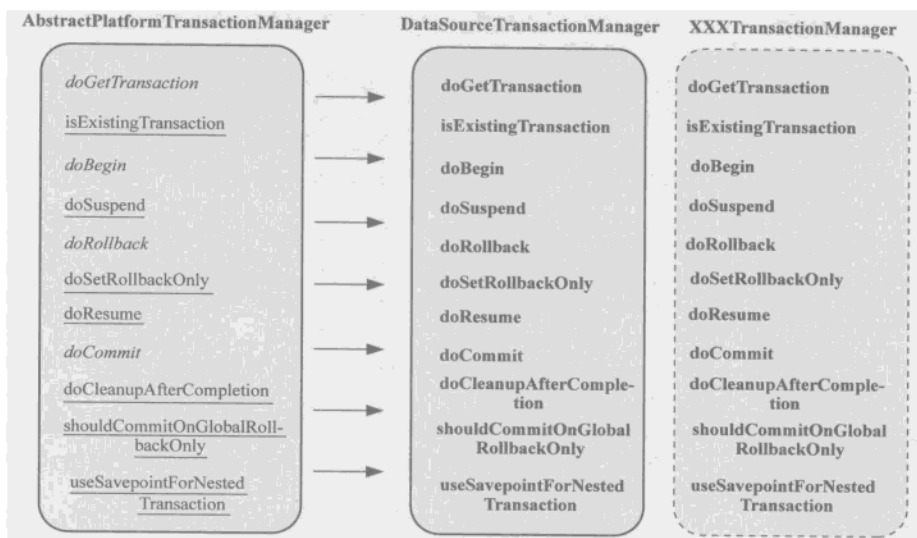 AbstractPlatformTransactionManager
doGetTransaction
isExistingTransaction
doBegin
doSuspend
doRollback
doSetRollbackOnly
doResume
doCommit
doCleanupAfterCompletion
shouldCommitOnGlobalRoll-
backOnly
useSavepointForNested
Transaction
DataSourceTransactionManager
doGetTransaction
isExistingTransaction
doBegin
doSuspend
doRollback
doSetRollbackOnly
doResume
doCommit
doCleanupAfterComple-
tion
shouldCommitOnGlobal
RollbackOnly
useSavepointForNested
Transaction
XXXTransactionManager
doGetTransaction
isExistingTransaction
doBegin
doSuspend
doRollback
doSetRollbackOnly
doResume
doCommit
doCleanupAfterComple-
tion
shouldCommitOnGlobal
RollbackOnly
useSavepointForNested
Transaction